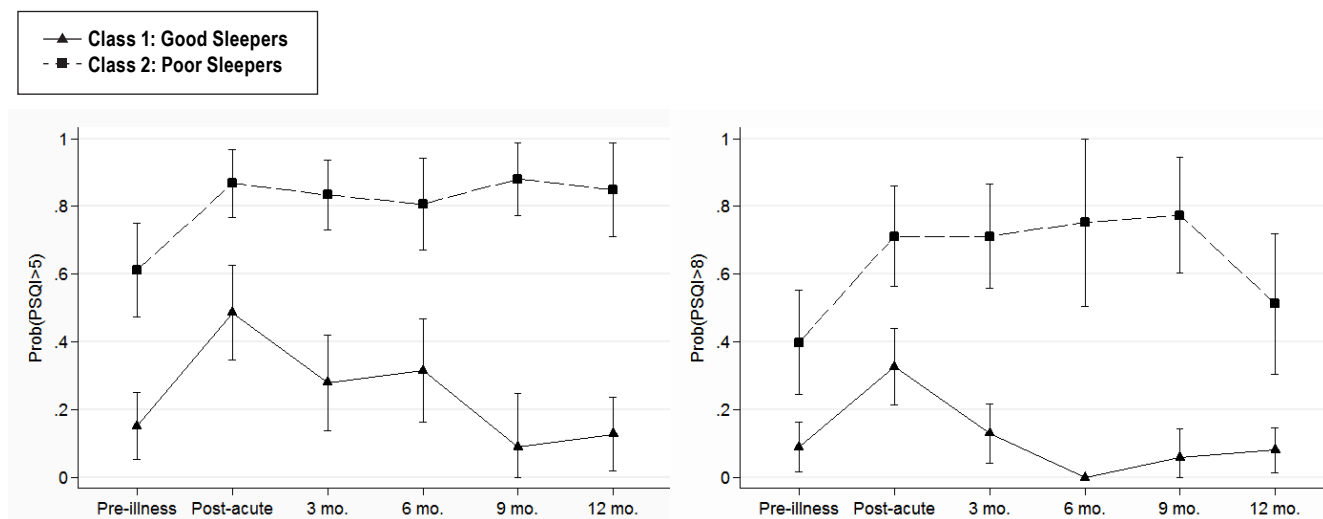 Class 1: Good Sleepers
Class 2: Poor Sleepers
Prob(PSQI>5)
1
.8
.6
.4
.2
0
Pre-illness Post-acute 3 mo. 6 mo. 9 mo. 12 mo.
Prob(PSQI>8)
1
.8
.6
.4
.2
0
Pre-illness Post-acute 3 mo. 6 mo. 9 mo. 12 mo.